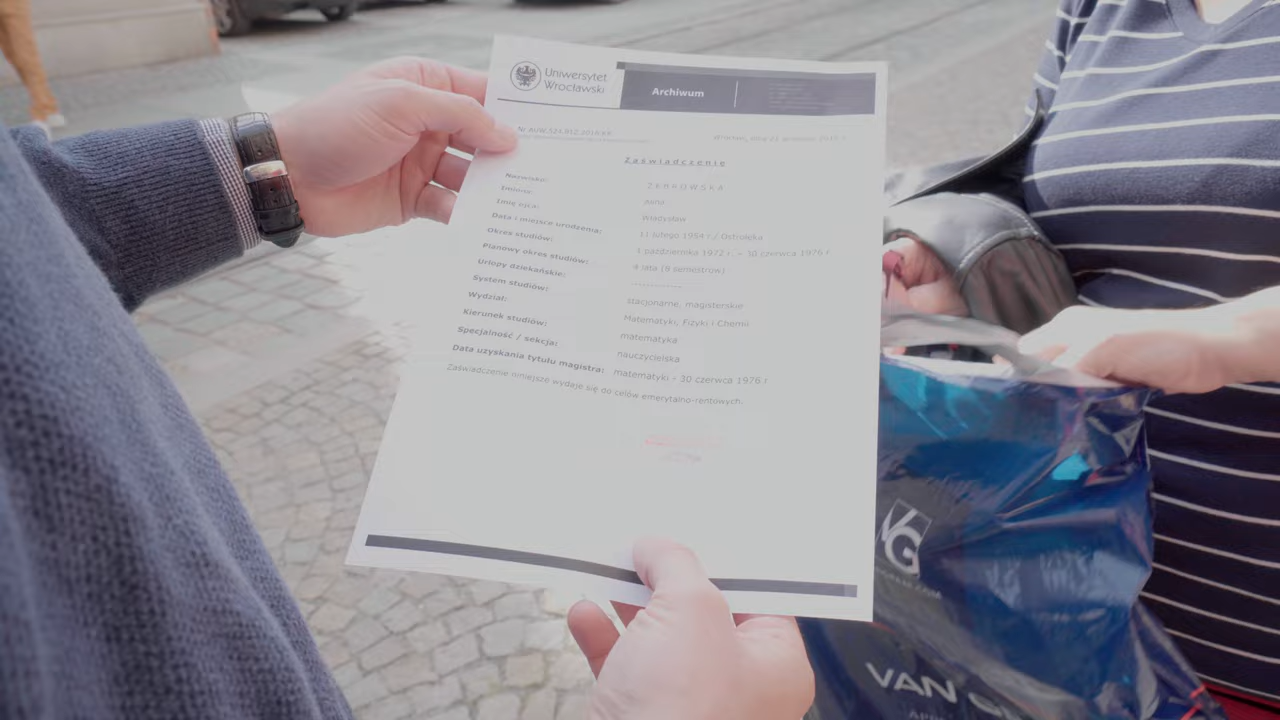 Uniwersytet
Wrocławski
Archiwum
Zaświadczenie
Nazwisko: ŻEBROWSKA
Imiona: Anna
Imię ojca: Władysław
Data i miejsce urodzenia: 11 lutego 1954 r./ Ostrołęka
Okres studiów: 1 października 1972 r. – 30 czerwca 1976 r
Planowy okres studiów: 4 lata (9 semestrów)
Urlopy dziekańskie: --------------
System studiów: stacjonarne, magisterskie
Wydział: Matematyki, Fizyki i Chemii
Kierunek studiów: matematyka
Specjalność / sekcja: nauczycielska
Data uzyskania tytułu magistra: matematyki – 30 czerwca 1976 r
Zaświadczenie niniejsze wydaje się do celów emerytalno-rentowych.
VG
VAN